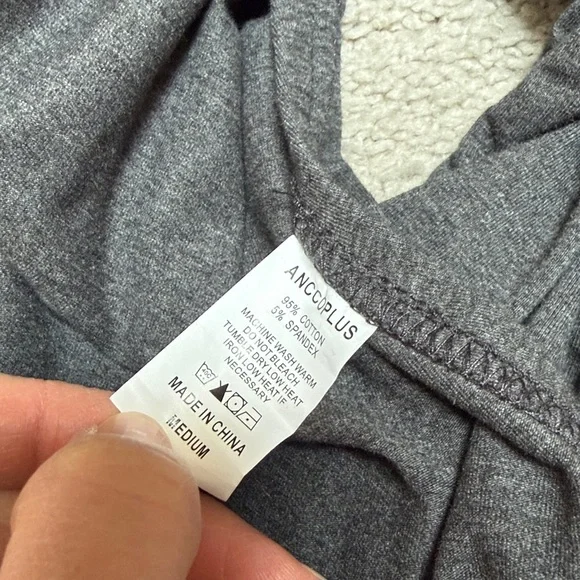 ANCCOPLUS
95% COTTON
5% SPANDEX
MACHINE WASH WARM
DO NOT BLEACH
TUMBLE DRY LOW HEAT
IRON LOW HEAT IF
NECESSARY
MADE IN CHINA
MEDIUM